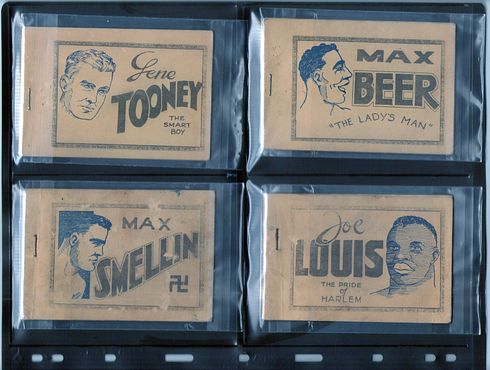 Gene
TOONEY
THE
SMART
BOY
MAX
BEER
"THE LADY'S MAN"
MAX
SMELLIN
Joe
LOUIS
THE PRIDE
of
HARLEM